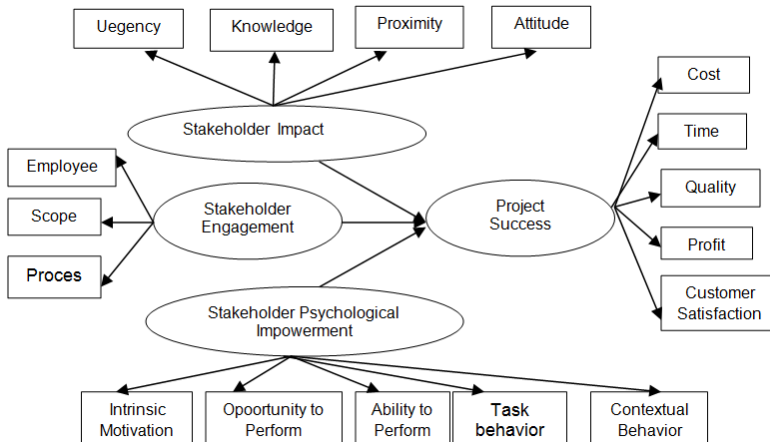 Uegency
Knowledge
Proximity
Attitude
Stakeholder Impact
Cost
Time
Employee
Stakeholder
Engagement
Project
Success
Quality
Scope
Profit
Proces
Customer
Satisfaction
Stakeholder Psychological
Impowerment
Intrinsic
Motivation
Opoortunity to
Perform
Ability to
Perform
Task
behavior
Contextual
Behavior